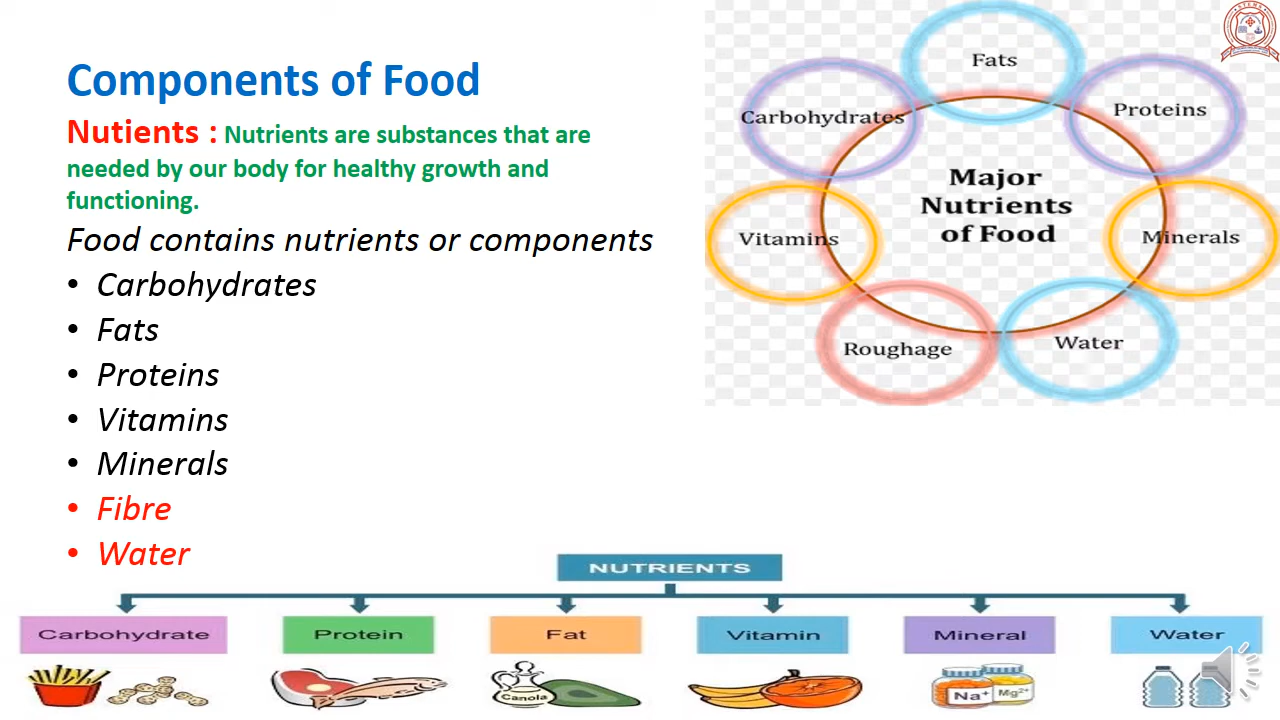 Components of Food
Nutients : Nutrients are substances that are
needed by our body for healthy growth and
functioning.
Food contains nutrients or components
• Carbohydrates
• Fats
• Proteins
• Vitamins
• Minerals
• Fibre
• Water
Fats
Carbohydrates
Proteins
Major
Nutrients
of Food
Vitamins
Minerals
Roughage
Water
NUTRIENTS
Carbohydrate
Protein
Fat
Vitamin
Mineral
Water
Canola
Na⁺
Mg²⁺